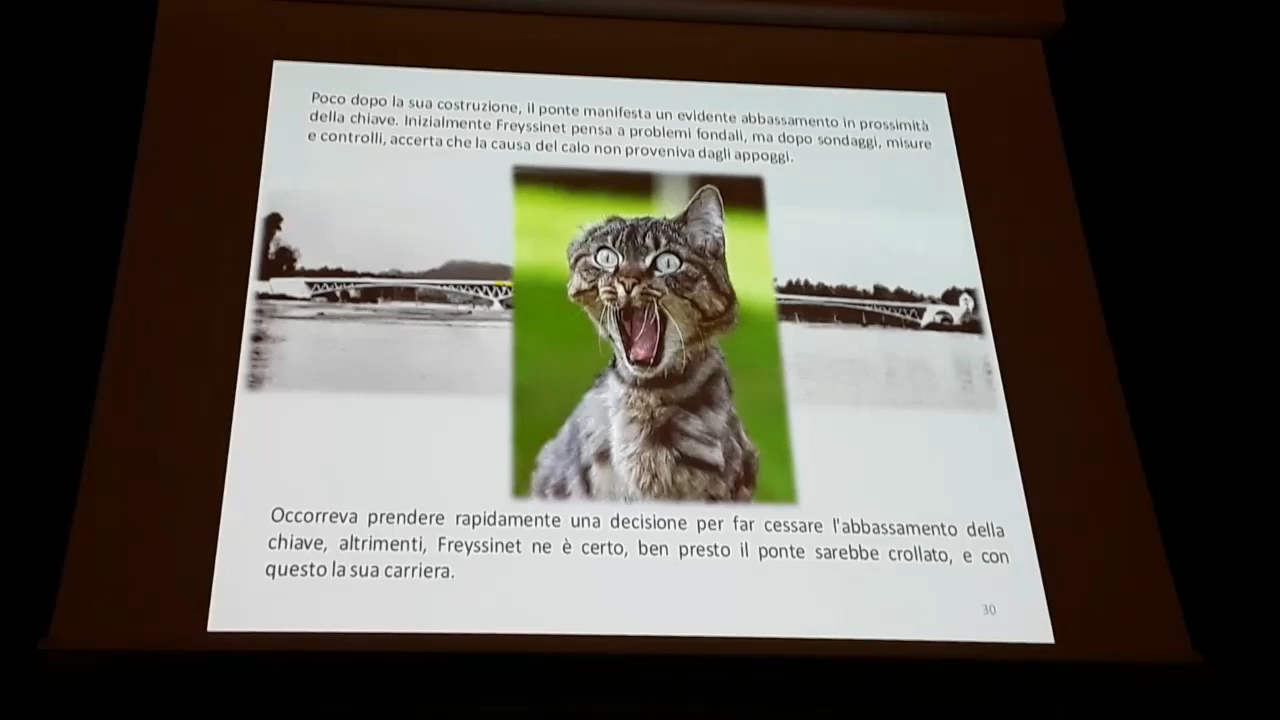 Poco dopo la sua costruzione, il ponte manifesta un evidente abbassamento in prossimità
della chiave. Inizialmente Freyssinet pensa a problemi fondali, ma dopo sondaggi, misure
e controlli, accerta che la causa del calo non proveniva dagli appoggi.
Occorreva prendere rapidamente una decisione per far cessare l'abbassamento della
chiave, altrimenti, Freyssinet ne è certo, ben presto il ponte sarebbe crollato, e con
questo la sua carriera.
30